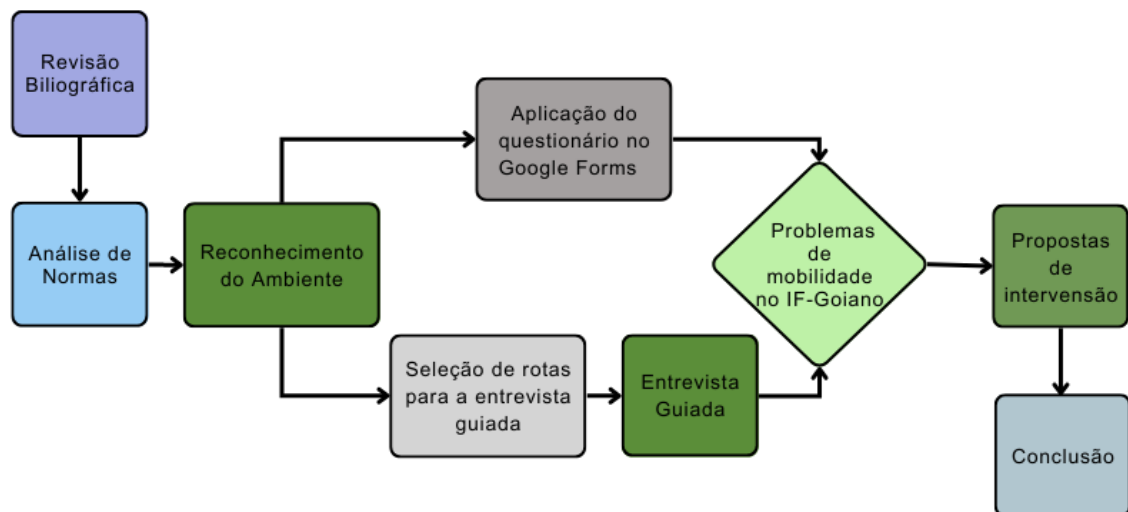 Revisão
Biliográfica
Análise de
Normas
Reconhecimento
do Ambiente
Aplicação do
questionário no
Google Forms
Seleção de rotas
para a entrevista
guiada
Entrevista
Guiada
Problemas
de
mobilidade
no IF-Goiano
Propostas
de
intervensão
Conclusão